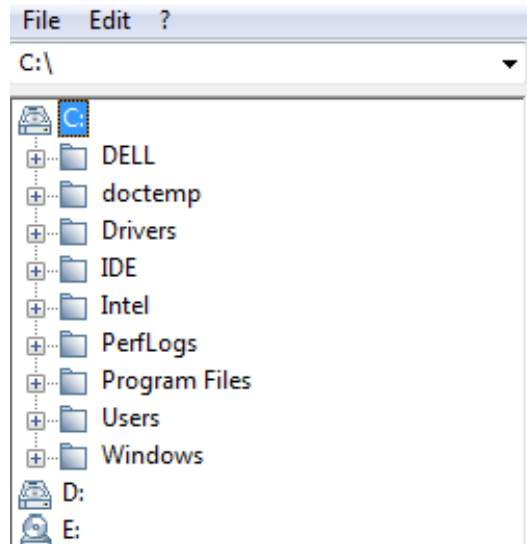 File Edit ?
C:\
C:
DELL
doctemp
Drivers
IDE
Intel
PerfLogs
Program Files
Users
Windows
D:
E: